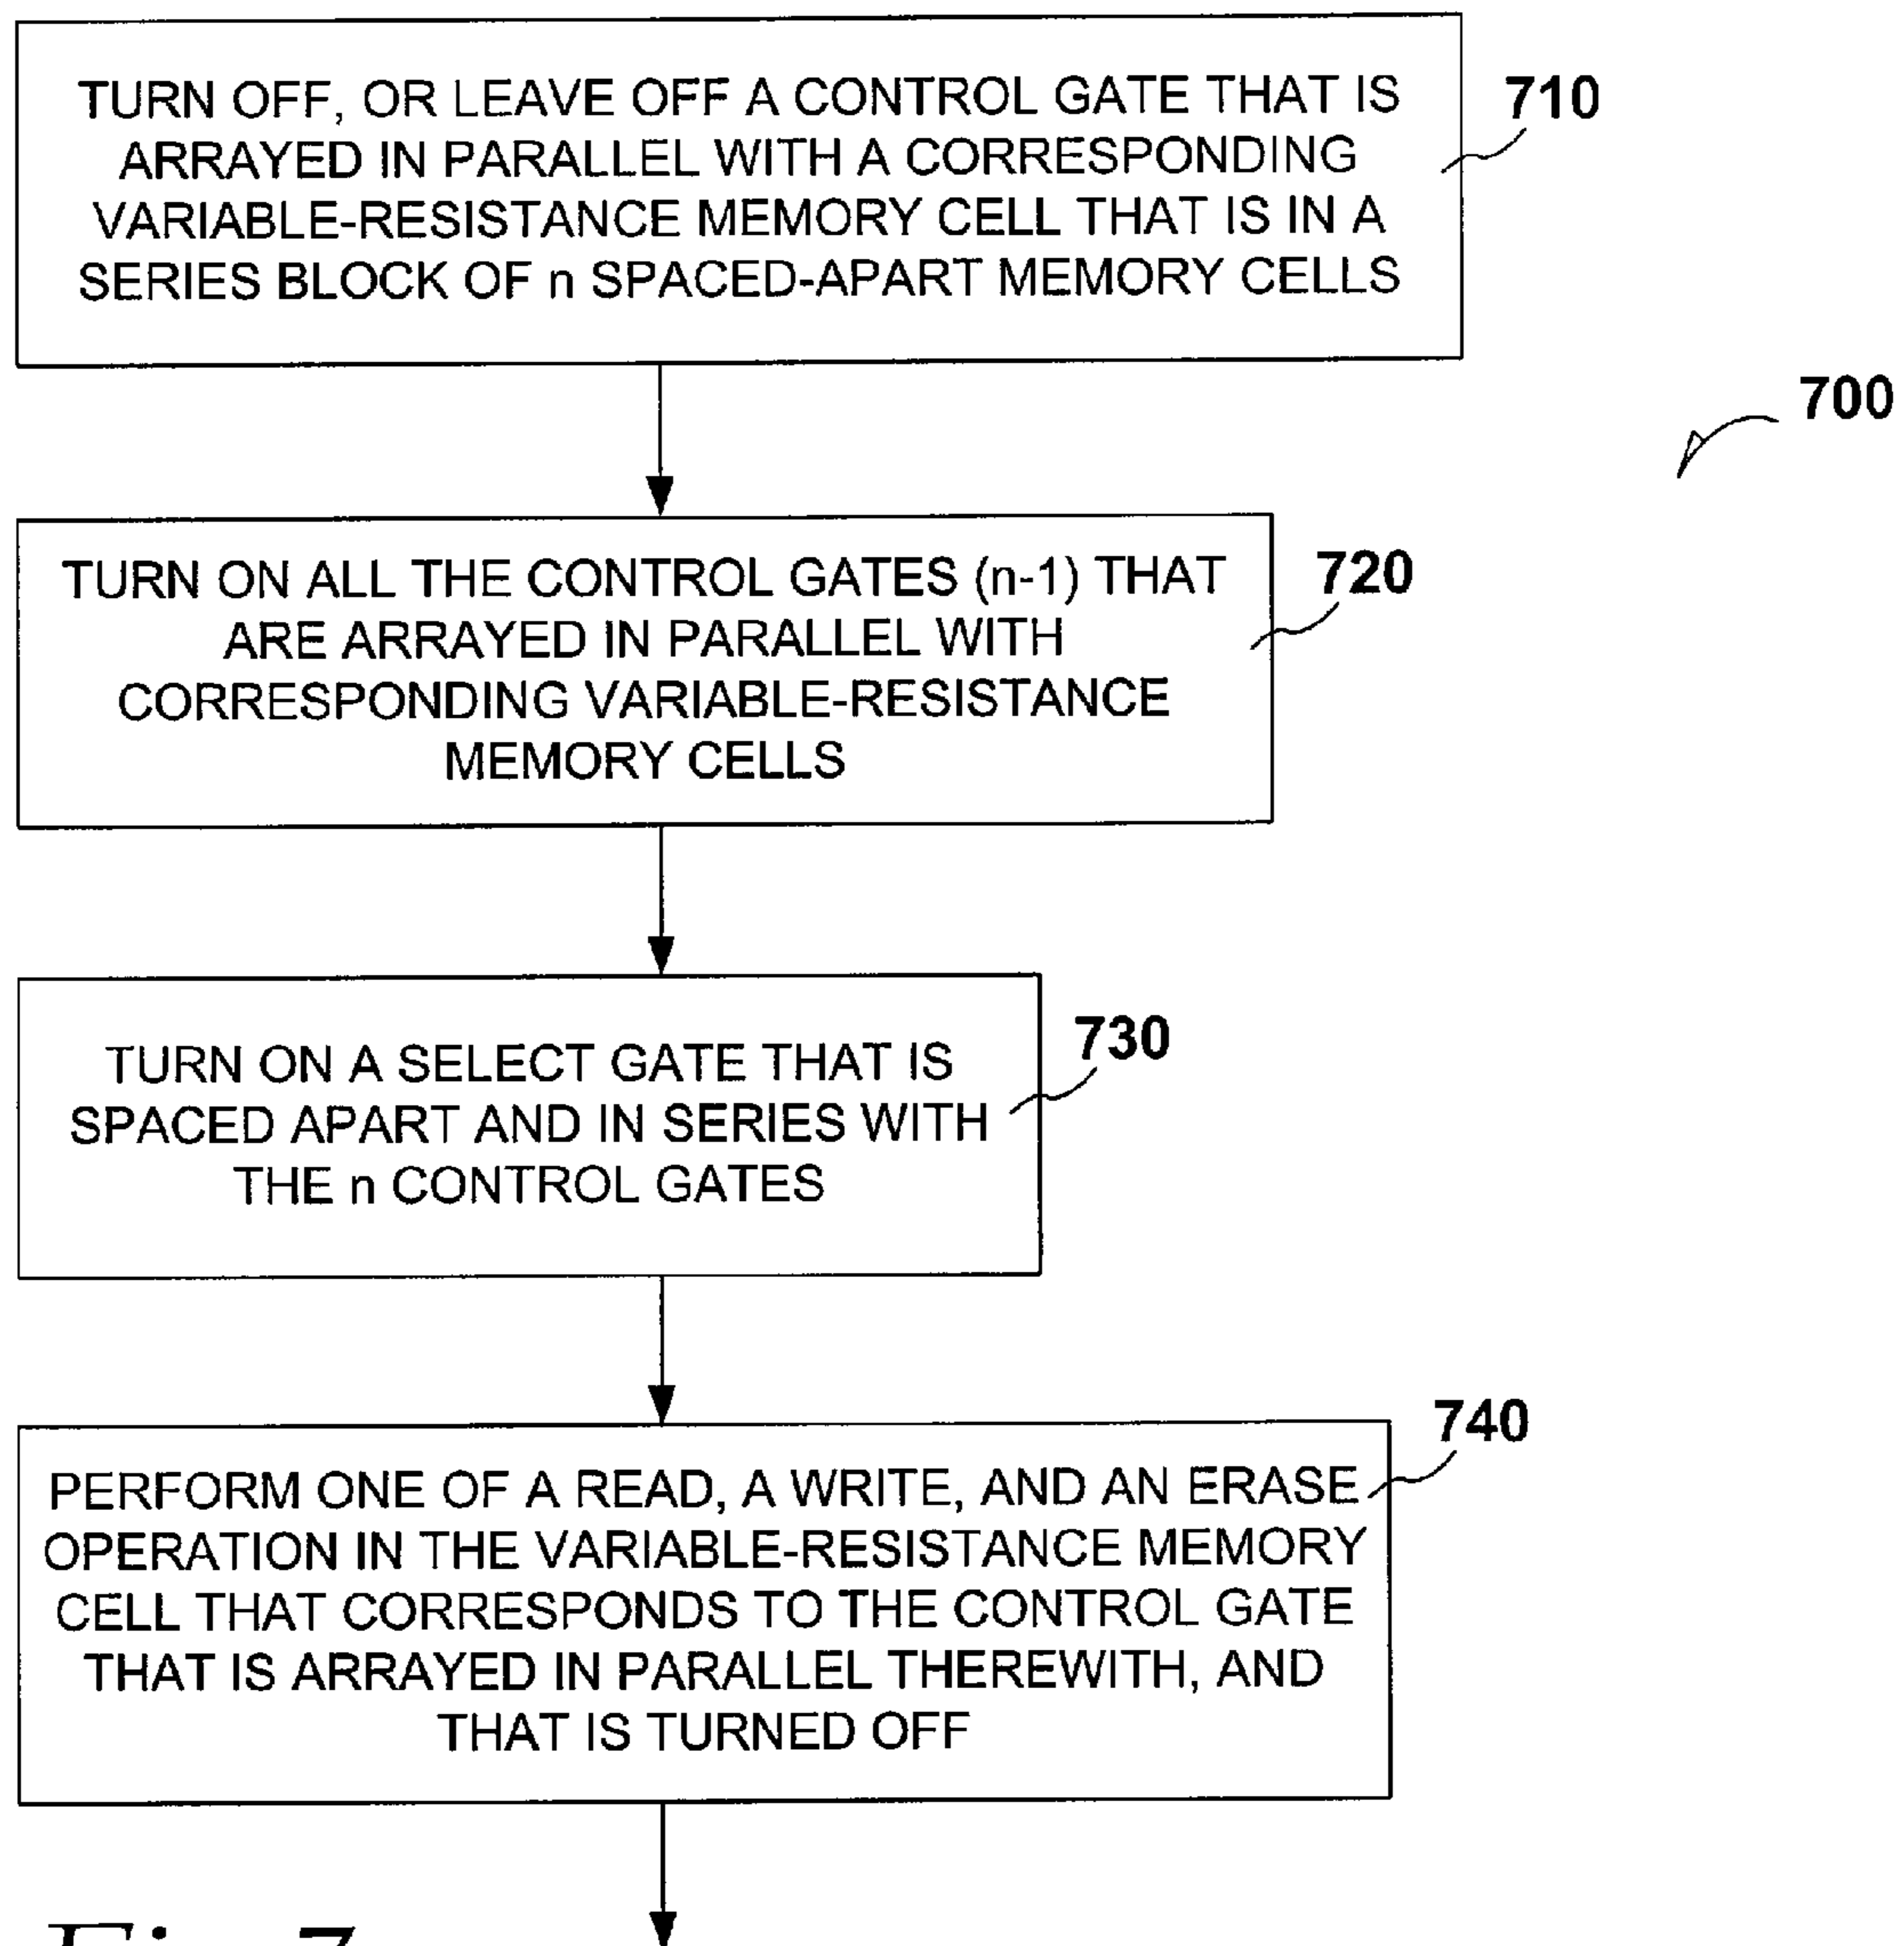 TURN OFF, OR LEAVE OFF A CONTROL GATE THAT IS
ARRAYED IN PARALLEL WITH A CORRESPONDING
VARIABLE-RESISTANCE MEMORY CELL THAT IS IN A
SERIES BLOCK OF n SPACED-APART MEMORY CELLS
710
700
TURN ON ALL THE CONTROL GATES (n-1) THAT
ARE ARRAYED IN PARALLEL WITH
CORRESPONDING VARIABLE-RESISTANCE
MEMORY CELLS
720
TURN ON A SELECT GATE THAT IS
SPACED APART AND IN SERIES WITH
THE n CONTROL GATES
730
PERFORM ONE OF A READ, A WRITE, AND AN ERASE
OPERATION IN THE VARIABLE-RESISTANCE MEMORY
CELL THAT CORRESPONDS TO THE CONTROL GATE
THAT IS ARRAYED IN PARALLEL THEREWITH, AND
THAT IS TURNED OFF
740